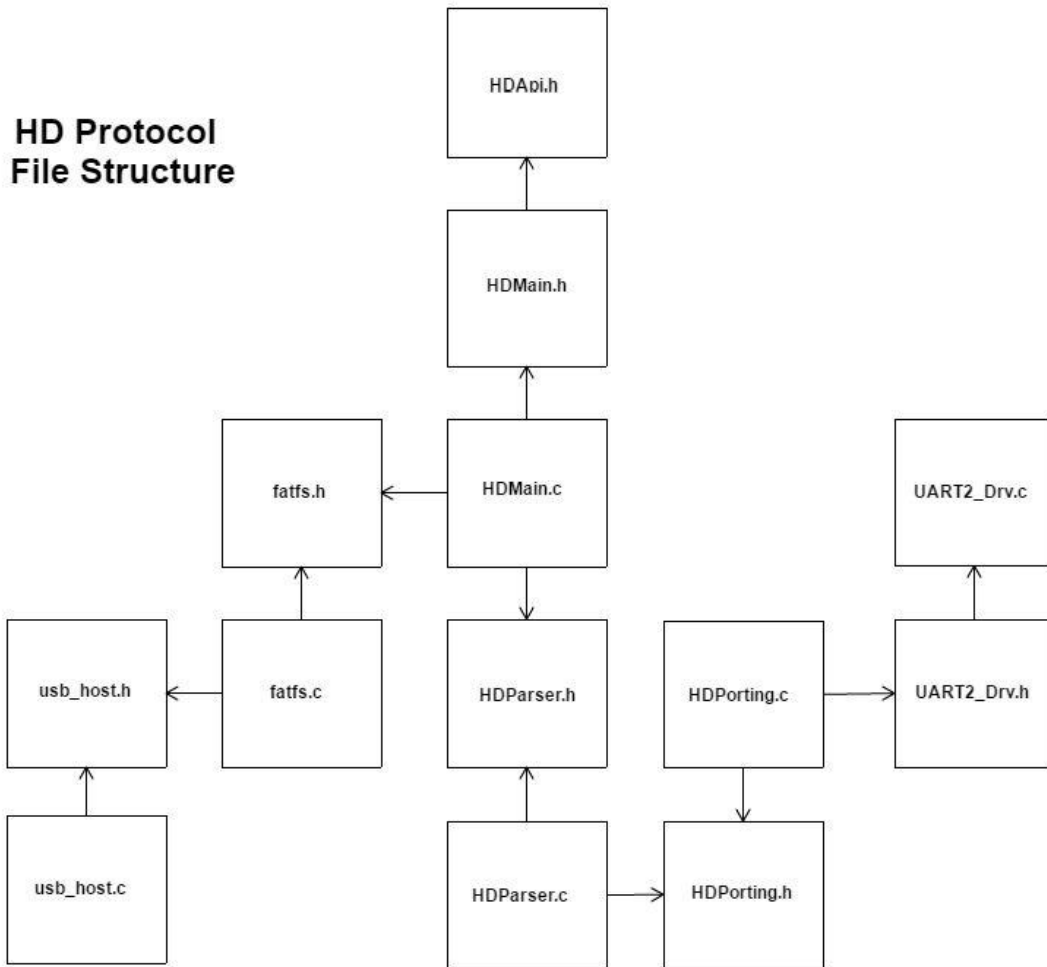 HDApi.h
HD Protocol
File Structure
HDMain.h
fatfs.h
HDMain.c
UART2_Drv.c
usb_host.h
fatfs.c
HDParser.h
HDPorting.c
UART2_Drv.h
usb_host.c
HDParser.c
HDPorting.h